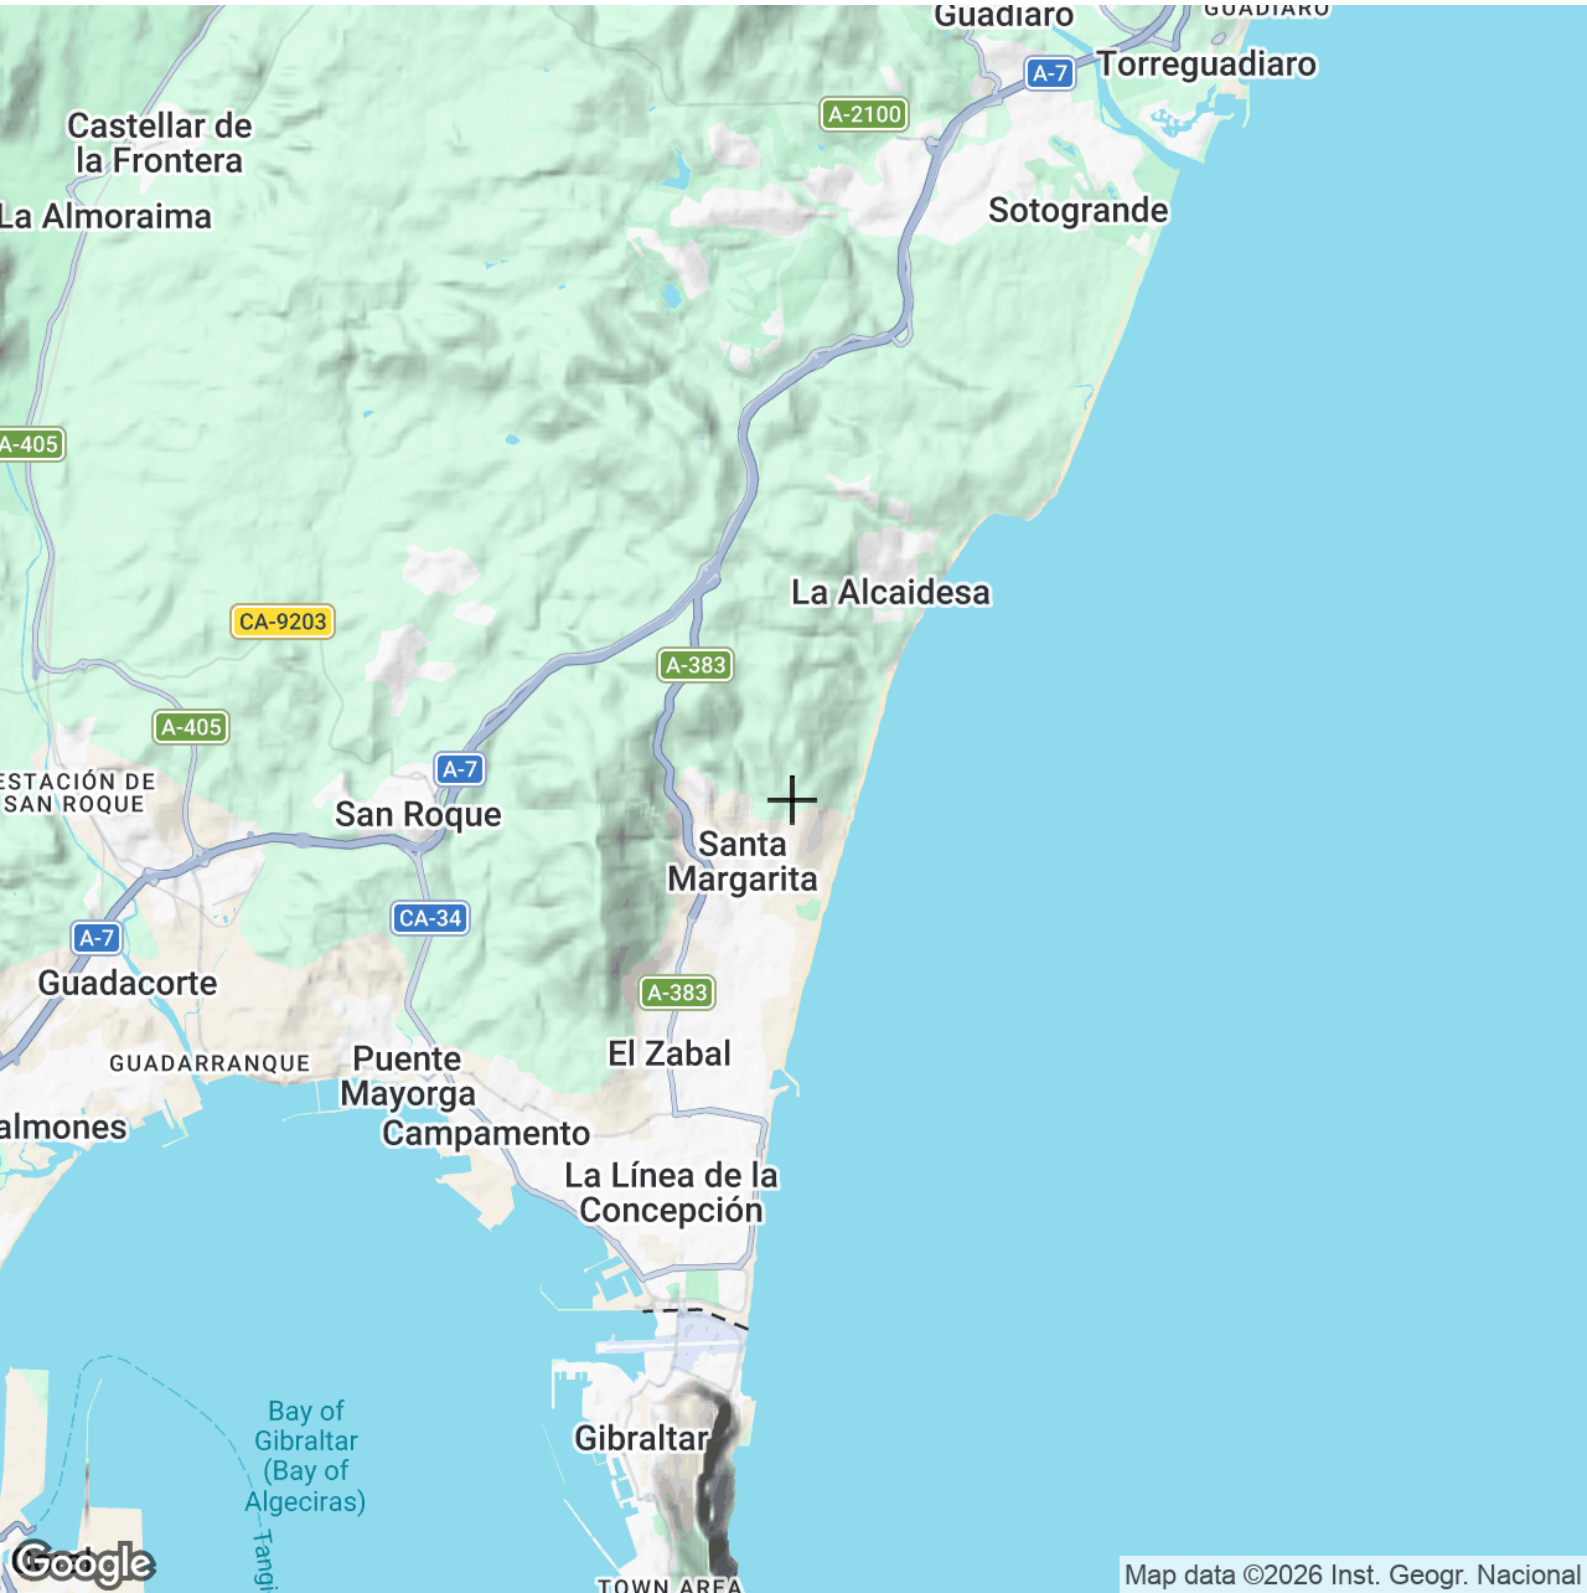 Guadiaro
GUADIARO
A-7
Torreguadiaro
A-2100
Castellar de
la Frontera
La Almoraima
Sotogrande
A-405
La Alcaidesa
CA-9203
A-383
A-405
A-7
ESTACIÓN DE
SAN ROQUE
San Roque
Santa
Margarita
CA-34
A-7
Guadacorte
A-383
El Zabal
GUADARRANQUE
Puente
Mayorga
almones
Campamento
La Línea de la
Concepción
Bay of
Gibraltar
(Bay of
Algeciras)
Gibraltar
Tangi
Google
TOWN AREA
Map data ©2026 Inst. Geogr. Nacional